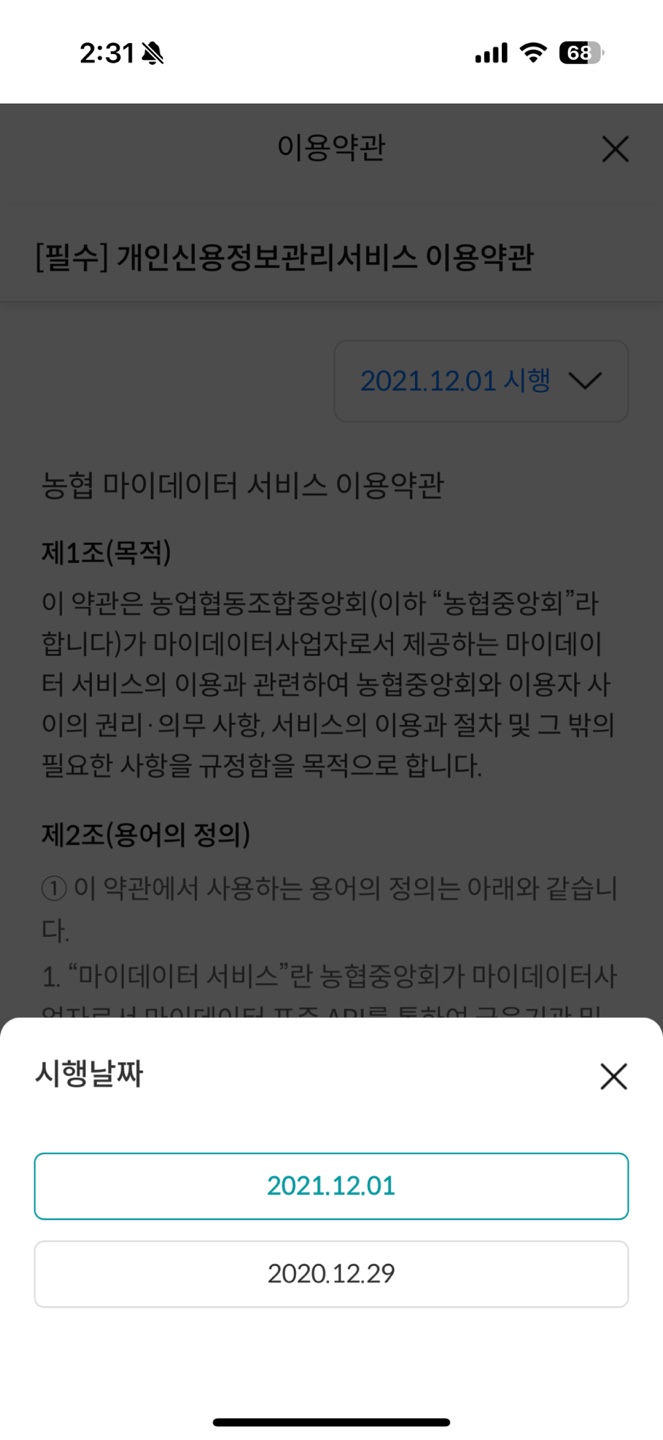 2:31
68
이용약관
[필수] 개인신용정보관리서비스 이용약관
2021.12.01 시행
농협 마이데이터 서비스 이용약관
제1조(목적)
이 약관은 농업협동조합중앙회(이하 “농협중앙회”라
합니다)가 마이데이터사업자로서 제공하는 마이데이
터 서비스의 이용과 관련하여 농협중앙회와 이용자 사
이의 권리·의무 사항, 서비스의 이용과 절차 및 그 밖의
필요한 사항을 규정함을 목적으로 합니다.
제2조(용어의 정의)
① 이 약관에서 사용하는 용어의 정의는 아래와 같습니
다.
1. “마이데이터 서비스”란 농협중앙회가 마이데이터사
업자로서 마이데이터 표준 API를 통하여 금융기관 및
시행날짜
2021.12.01
2020.12.29